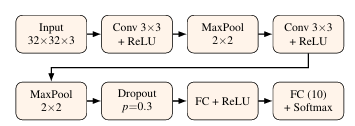 Input
32×32×3
Conv 3×3
+ ReLU
MaxPool
2×2
Conv 3×3
+ ReLU
MaxPool
2×2
Dropout
p=0.3
FC + ReLU
FC (10)
+ Softmax